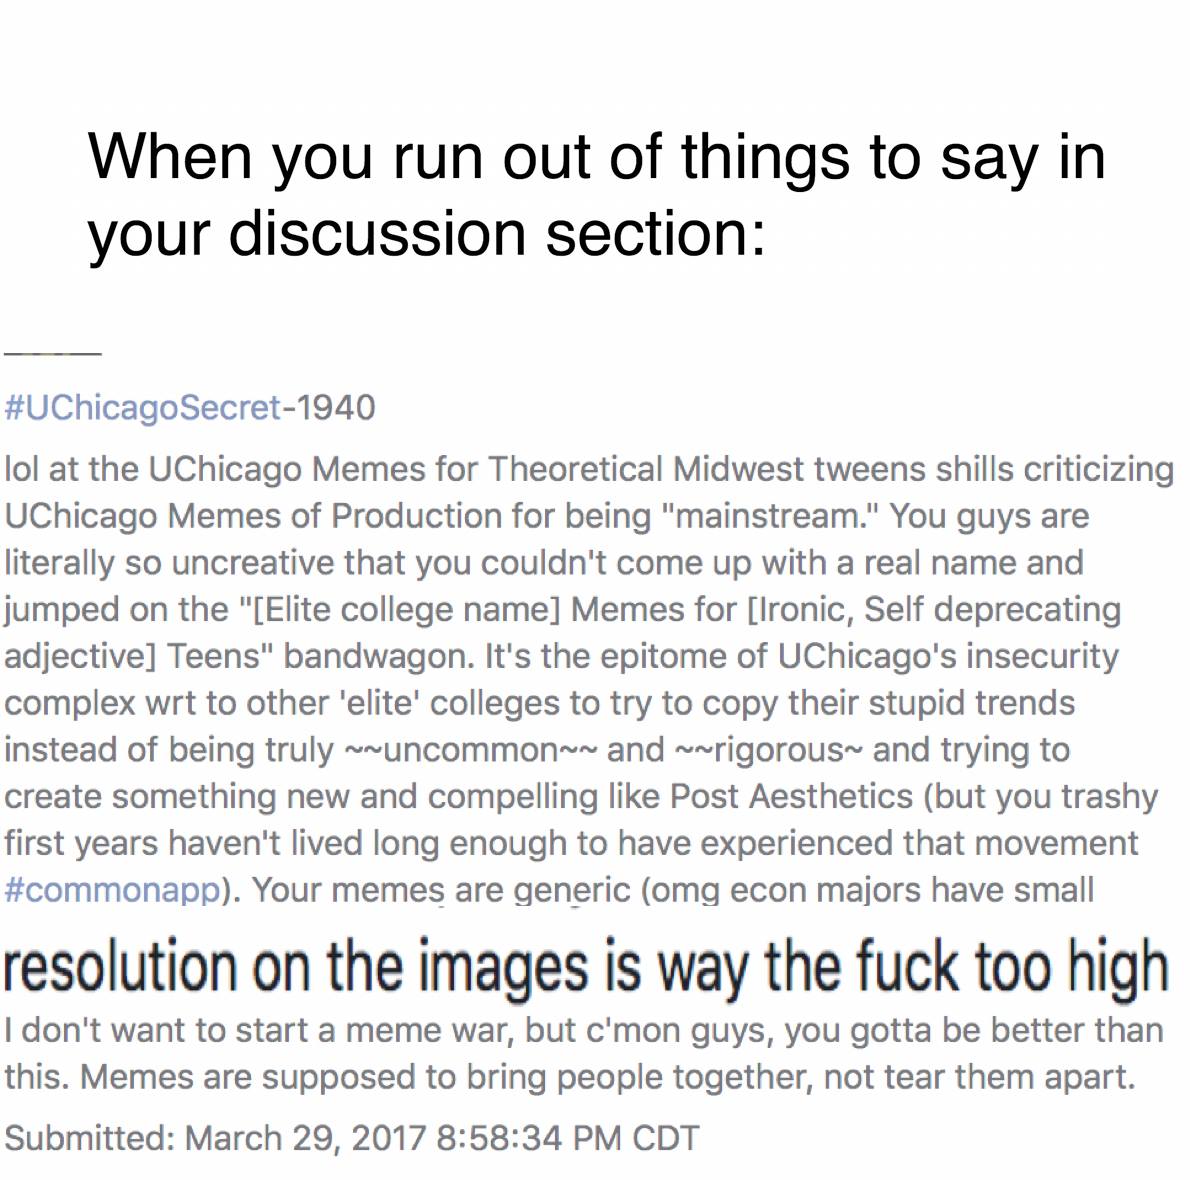 When you run out of things to say in
your discussion section:
#UChicagoSecret-1940
lol at the UChicago Memes for Theoretical Midwest tweens shills criticizing
UChicago Memes of Production for being "mainstream." You guys are
literally so uncreative that you couldn't come up with a real name and
jumped on the "[Elite college name] Memes for [Ironic, Self deprecating
adjective] Teens" bandwagon. It's the epitome of UChicago's insecurity
complex wrt to other 'elite' colleges to try to copy their stupid trends
instead of being truly ~~uncommon~~ and ~~rigorous~ and trying to
create something new and compelling like Post Aesthetics (but you trashy
first years haven't lived long enough to have experienced that movement
#commonapp). Your memes are generic (omg econ majors have small
resolution on the images is way the fuck too high
I don't want to start a meme war, but c'mon guys, you gotta be better than
this. Memes are supposed to bring people together, not tear them apart.
Submitted: March 29, 2017 8:58:34 PM CDT